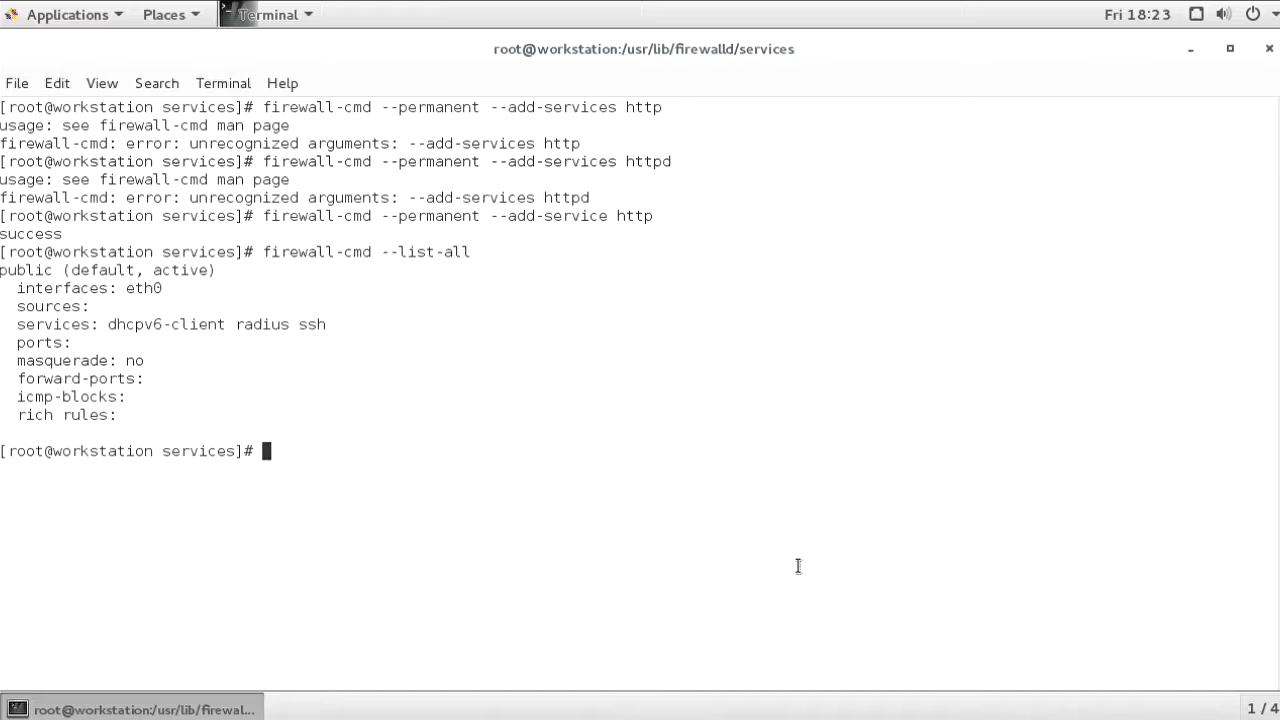 Applications Places Terminal Fri 18:23
root@workstation:/usr/lib/firewalld/services
File Edit View Search Terminal Help
[root@workstation services]# firewall-cmd --permanent --add-services http
usage: see firewall-cmd man page
firewall-cmd: error: unrecognized arguments: --add-services http
[root@workstation services]# firewall-cmd --permanent --add-services httpd
usage: see firewall-cmd man page
firewall-cmd: error: unrecognized arguments: --add-services httpd
[root@workstation services]# firewall-cmd --permanent --add-service http
success
[root@workstation services]# firewall-cmd --list-all
public (default, active)
  interfaces: eth0
  sources:
  services: dhcpv6-client radius ssh
  ports:
  masquerade: no
  forward-ports:
  icmp-blocks:
  rich rules:
[root@workstation services]#
root@workstation:/usr/lib/firewal... 1 / 4